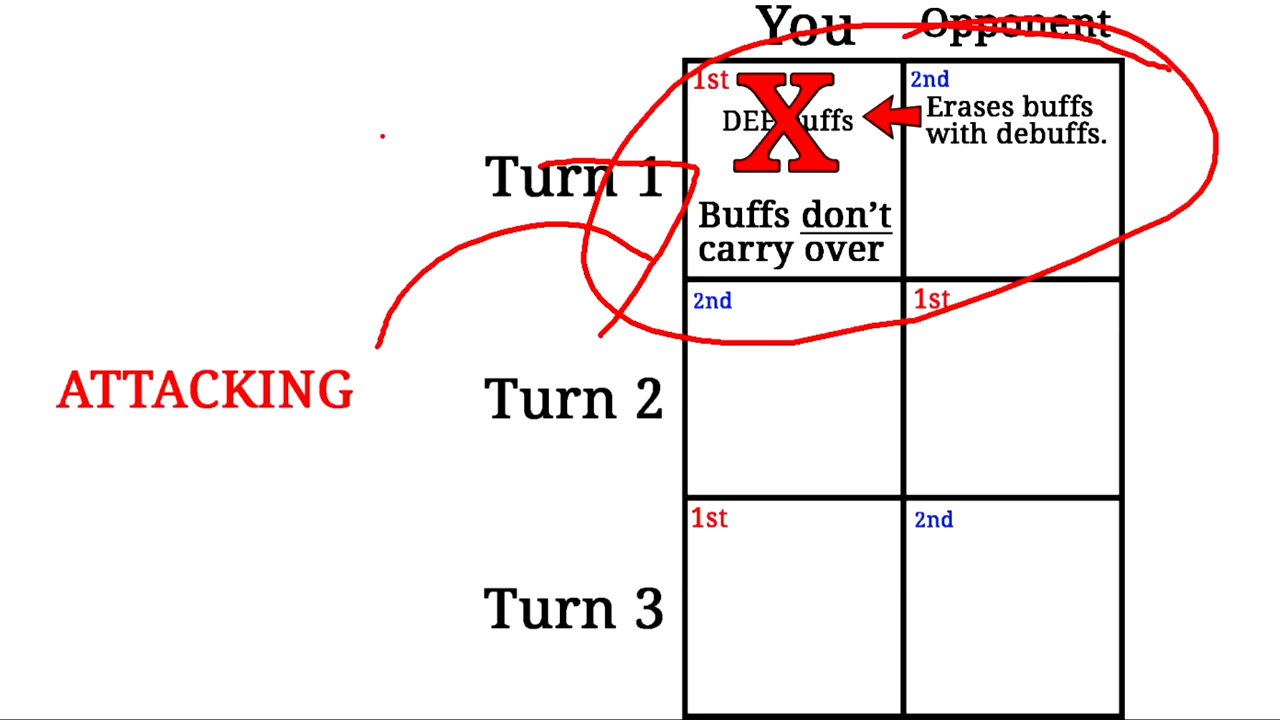 You
Opponent
1st
2nd
X
Erases buffs
with debuffs.
Turn 1
Buffs don't
carry over
2nd
1st
ATTACKING
Turn 2
1st
2nd
Turn 3